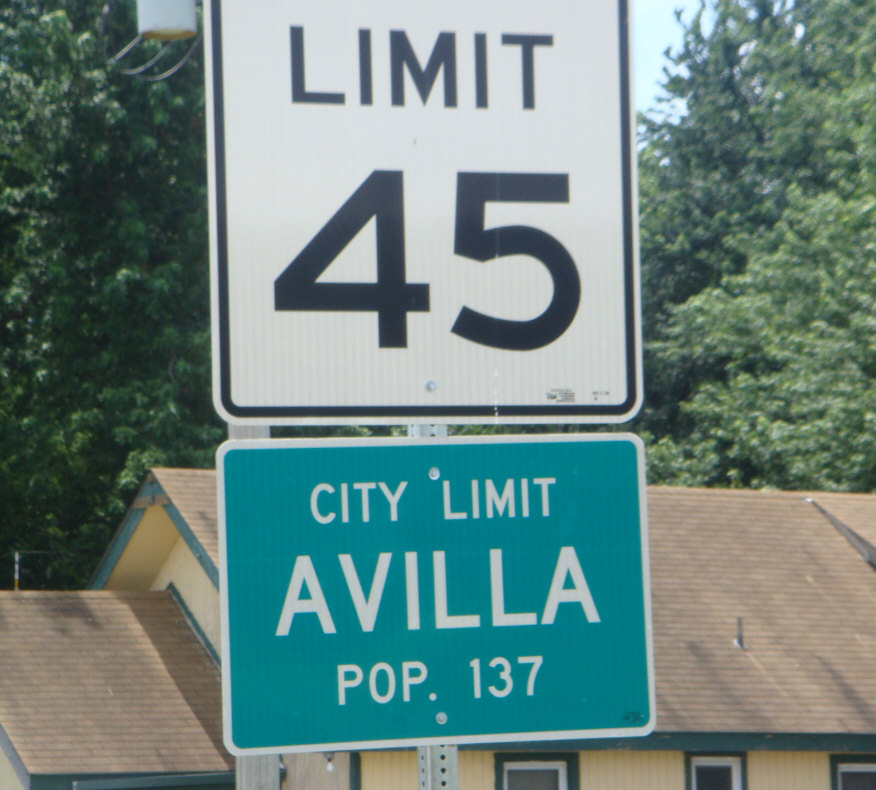 LIMIT
45
CITY LIMIT
AVILLA
POP. 137